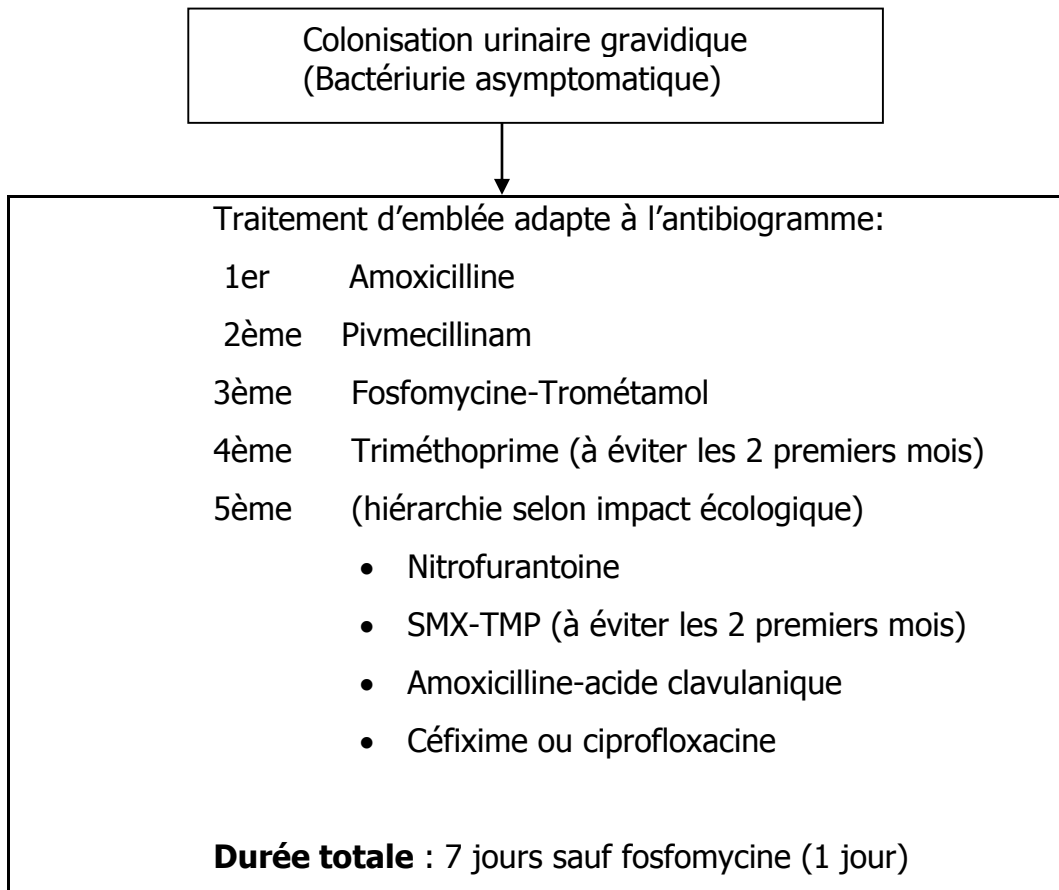 Colonisation urinaire gravidique
(Bactériurie asymptomatique)
Traitement d’emblée adapte à l’antibiogramme:
1er Amoxicilline
2ème Pivmecillinam
3ème Fosfomycine-Trométamol
4ème Triméthoprime (à éviter les 2 premiers mois)
5ème (hiérarchie selon impact écologique)
• Nitrofurantoine
• SMX-TMP (à éviter les 2 premiers mois)
• Amoxicilline-acide clavulanique
• Céfixime ou ciprofloxacine
Durée totale : 7 jours sauf fosfomycine (1 jour)